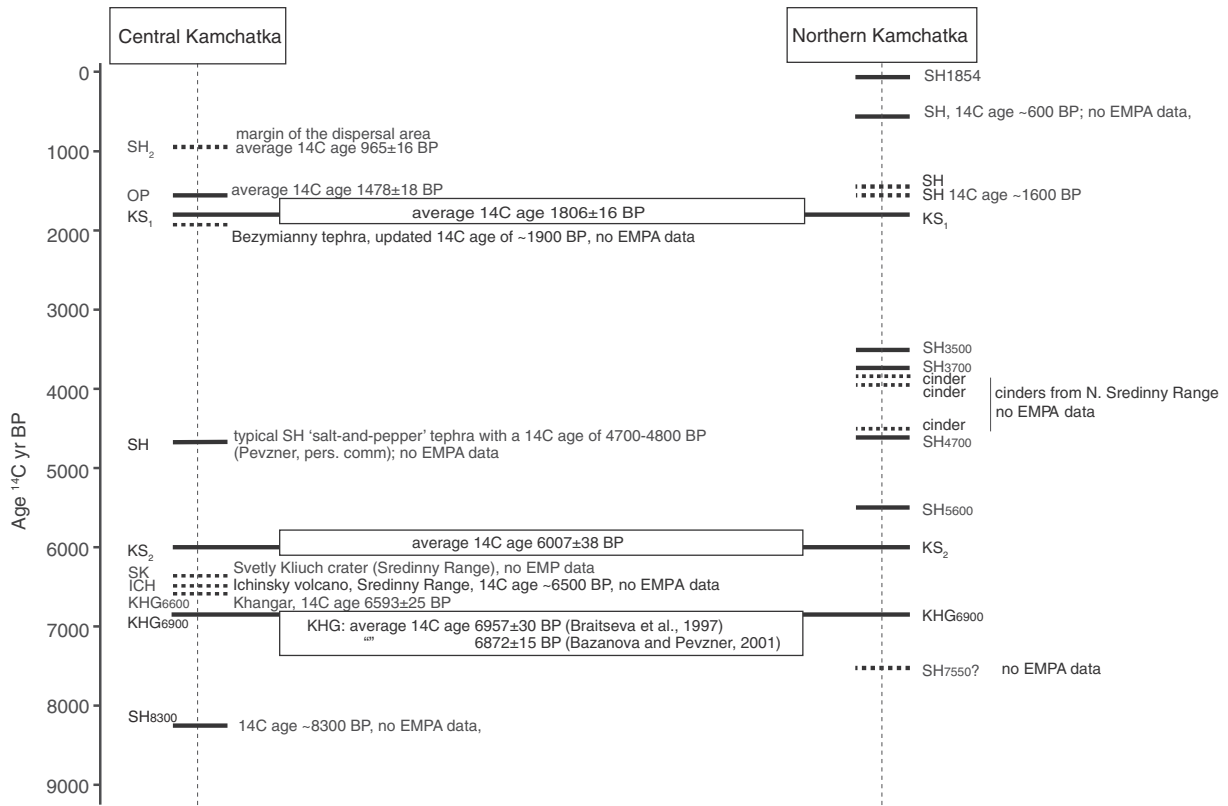 Central Kamchatka
Northern Kamchatka
Age 14C yr BP
0
1000
2000
3000
4000
5000
6000
7000
8000
9000
SH1854
SH, 14C age ~600 BP; no EMPA data,
SH2
margin of the dispersal area
average 14C age 965±16 BP
SH
SH 14C age ~1600 BP
OP
average 14C age 1478±18 BP
KS1
average 14C age 1806±16 BP
KS1
Bezymianny tephra, updated 14C age of ~1900 BP, no EMPA data
SH3500
SH3700
cinder
cinder
cinders from N. Sredinny Range
no EMPA data
cinder
SH4700
SH
typical SH ‘salt-and-pepper’ tephra with a 14C age of 4700-4800 BP
(Pevzner, pers. comm); no EMPA data
SH5600
KS2
average 14C age 6007±38 BP
KS2
SK
Svetly Kliuch crater (Sredinny Range), no EMP data
ICH
Ichinsky volcano, Sredinny Range, 14C age ~6500 BP, no EMPA data
KHG6600
Khangar, 14C age 6593±25 BP
KHG6900
KHG: average 14C age 6957±30 BP (Braitseva et al., 1997)
“” 6872±15 BP (Bazanova and Pevzner, 2001)
KHG6900
SH7550? no EMPA data
SH8300
14C age ~8300 BP, no EMPA data,